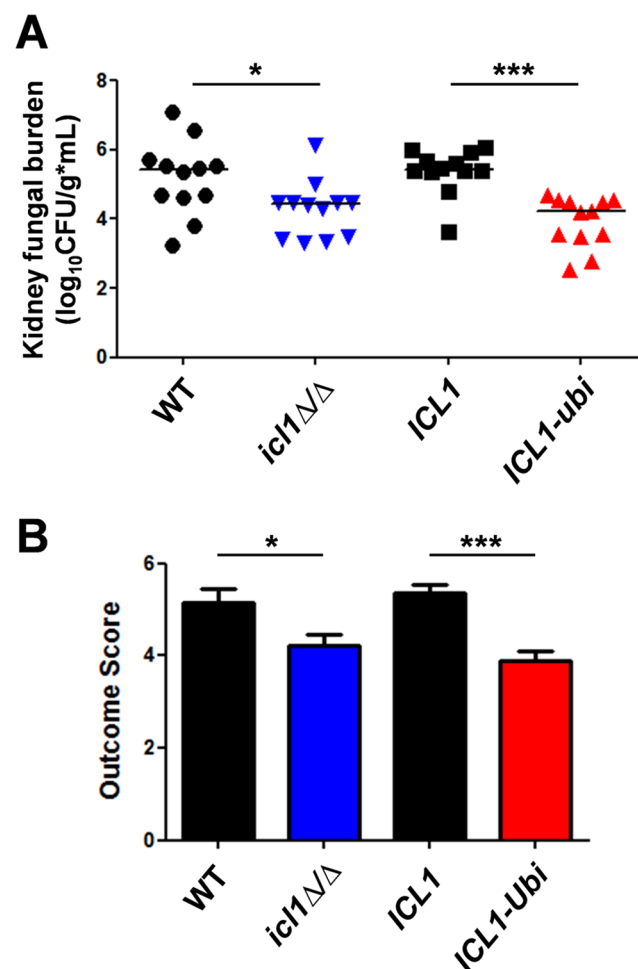 A
Kidney fungal burden
(log₁₀CFU/g*mL)
8
6
4
2
0
*
***
WT
icl1Δ/Δ
ICL1
ICL1-ubi
B
Outcome Score
6
4
2
0
*
***
WT
icl1Δ/Δ
ICL1
ICL1-Ubi